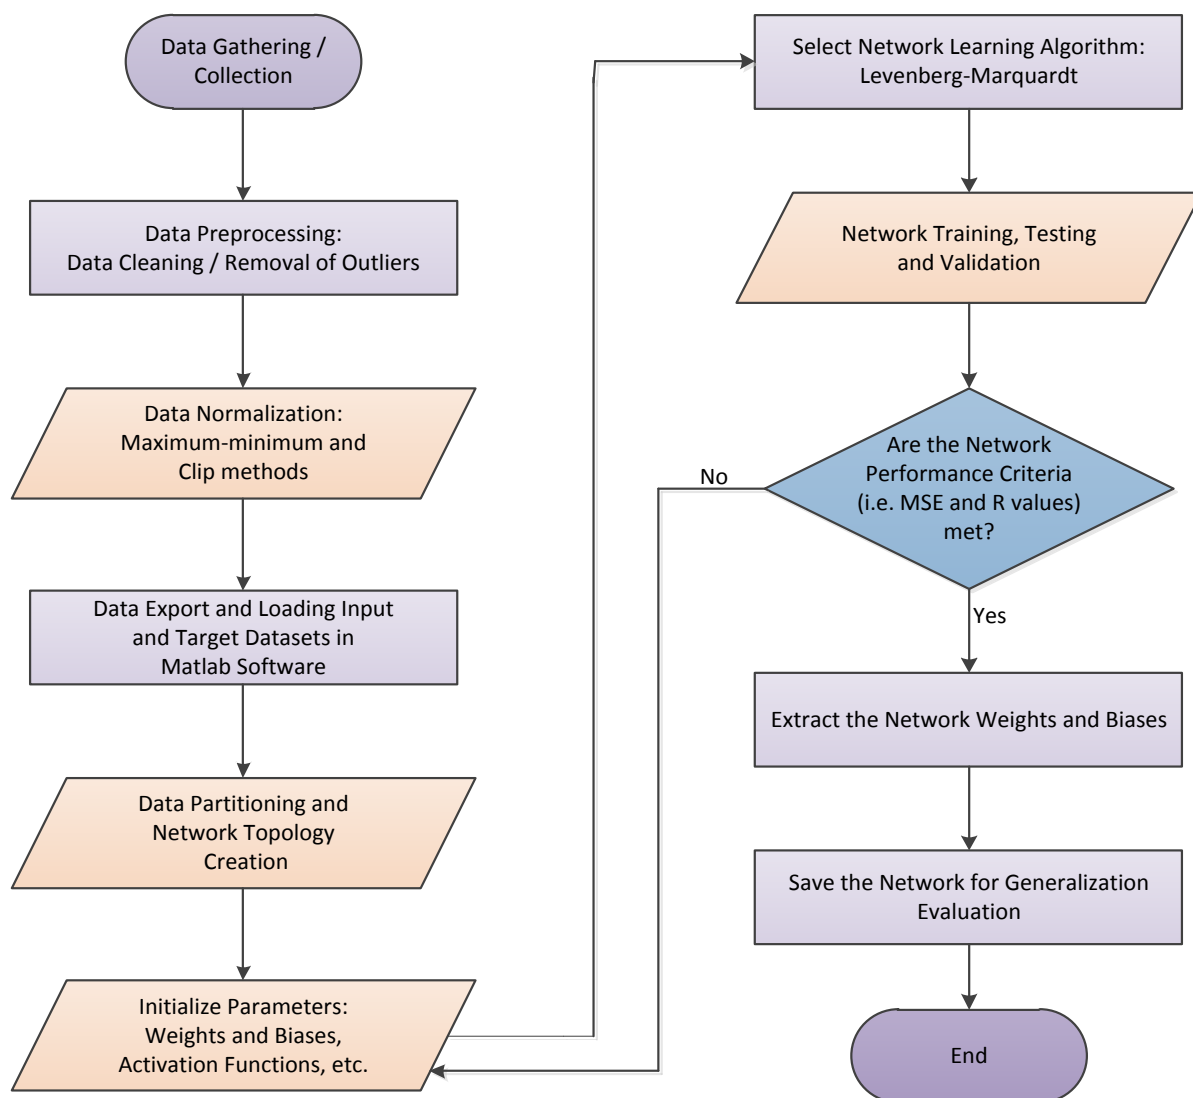 Data Gathering /
Collection
Data Preprocessing:
Data Cleaning / Removal of Outliers
Data Normalization:
Maximum-minimum and
Clip methods
Data Export and Loading Input
and Target Datasets in
Matlab Software
Data Partitioning and
Network Topology
Creation
Initialize Parameters:
Weights and Biases,
Activation Functions, etc.
Select Network Learning Algorithm:
Levenberg-Marquardt
Network Training, Testing
and Validation
Are the Network
Performance Criteria
(i.e. MSE and R values)
met?
No
Yes
Extract the Network Weights and Biases
Save the Network for Generalization
Evaluation
End